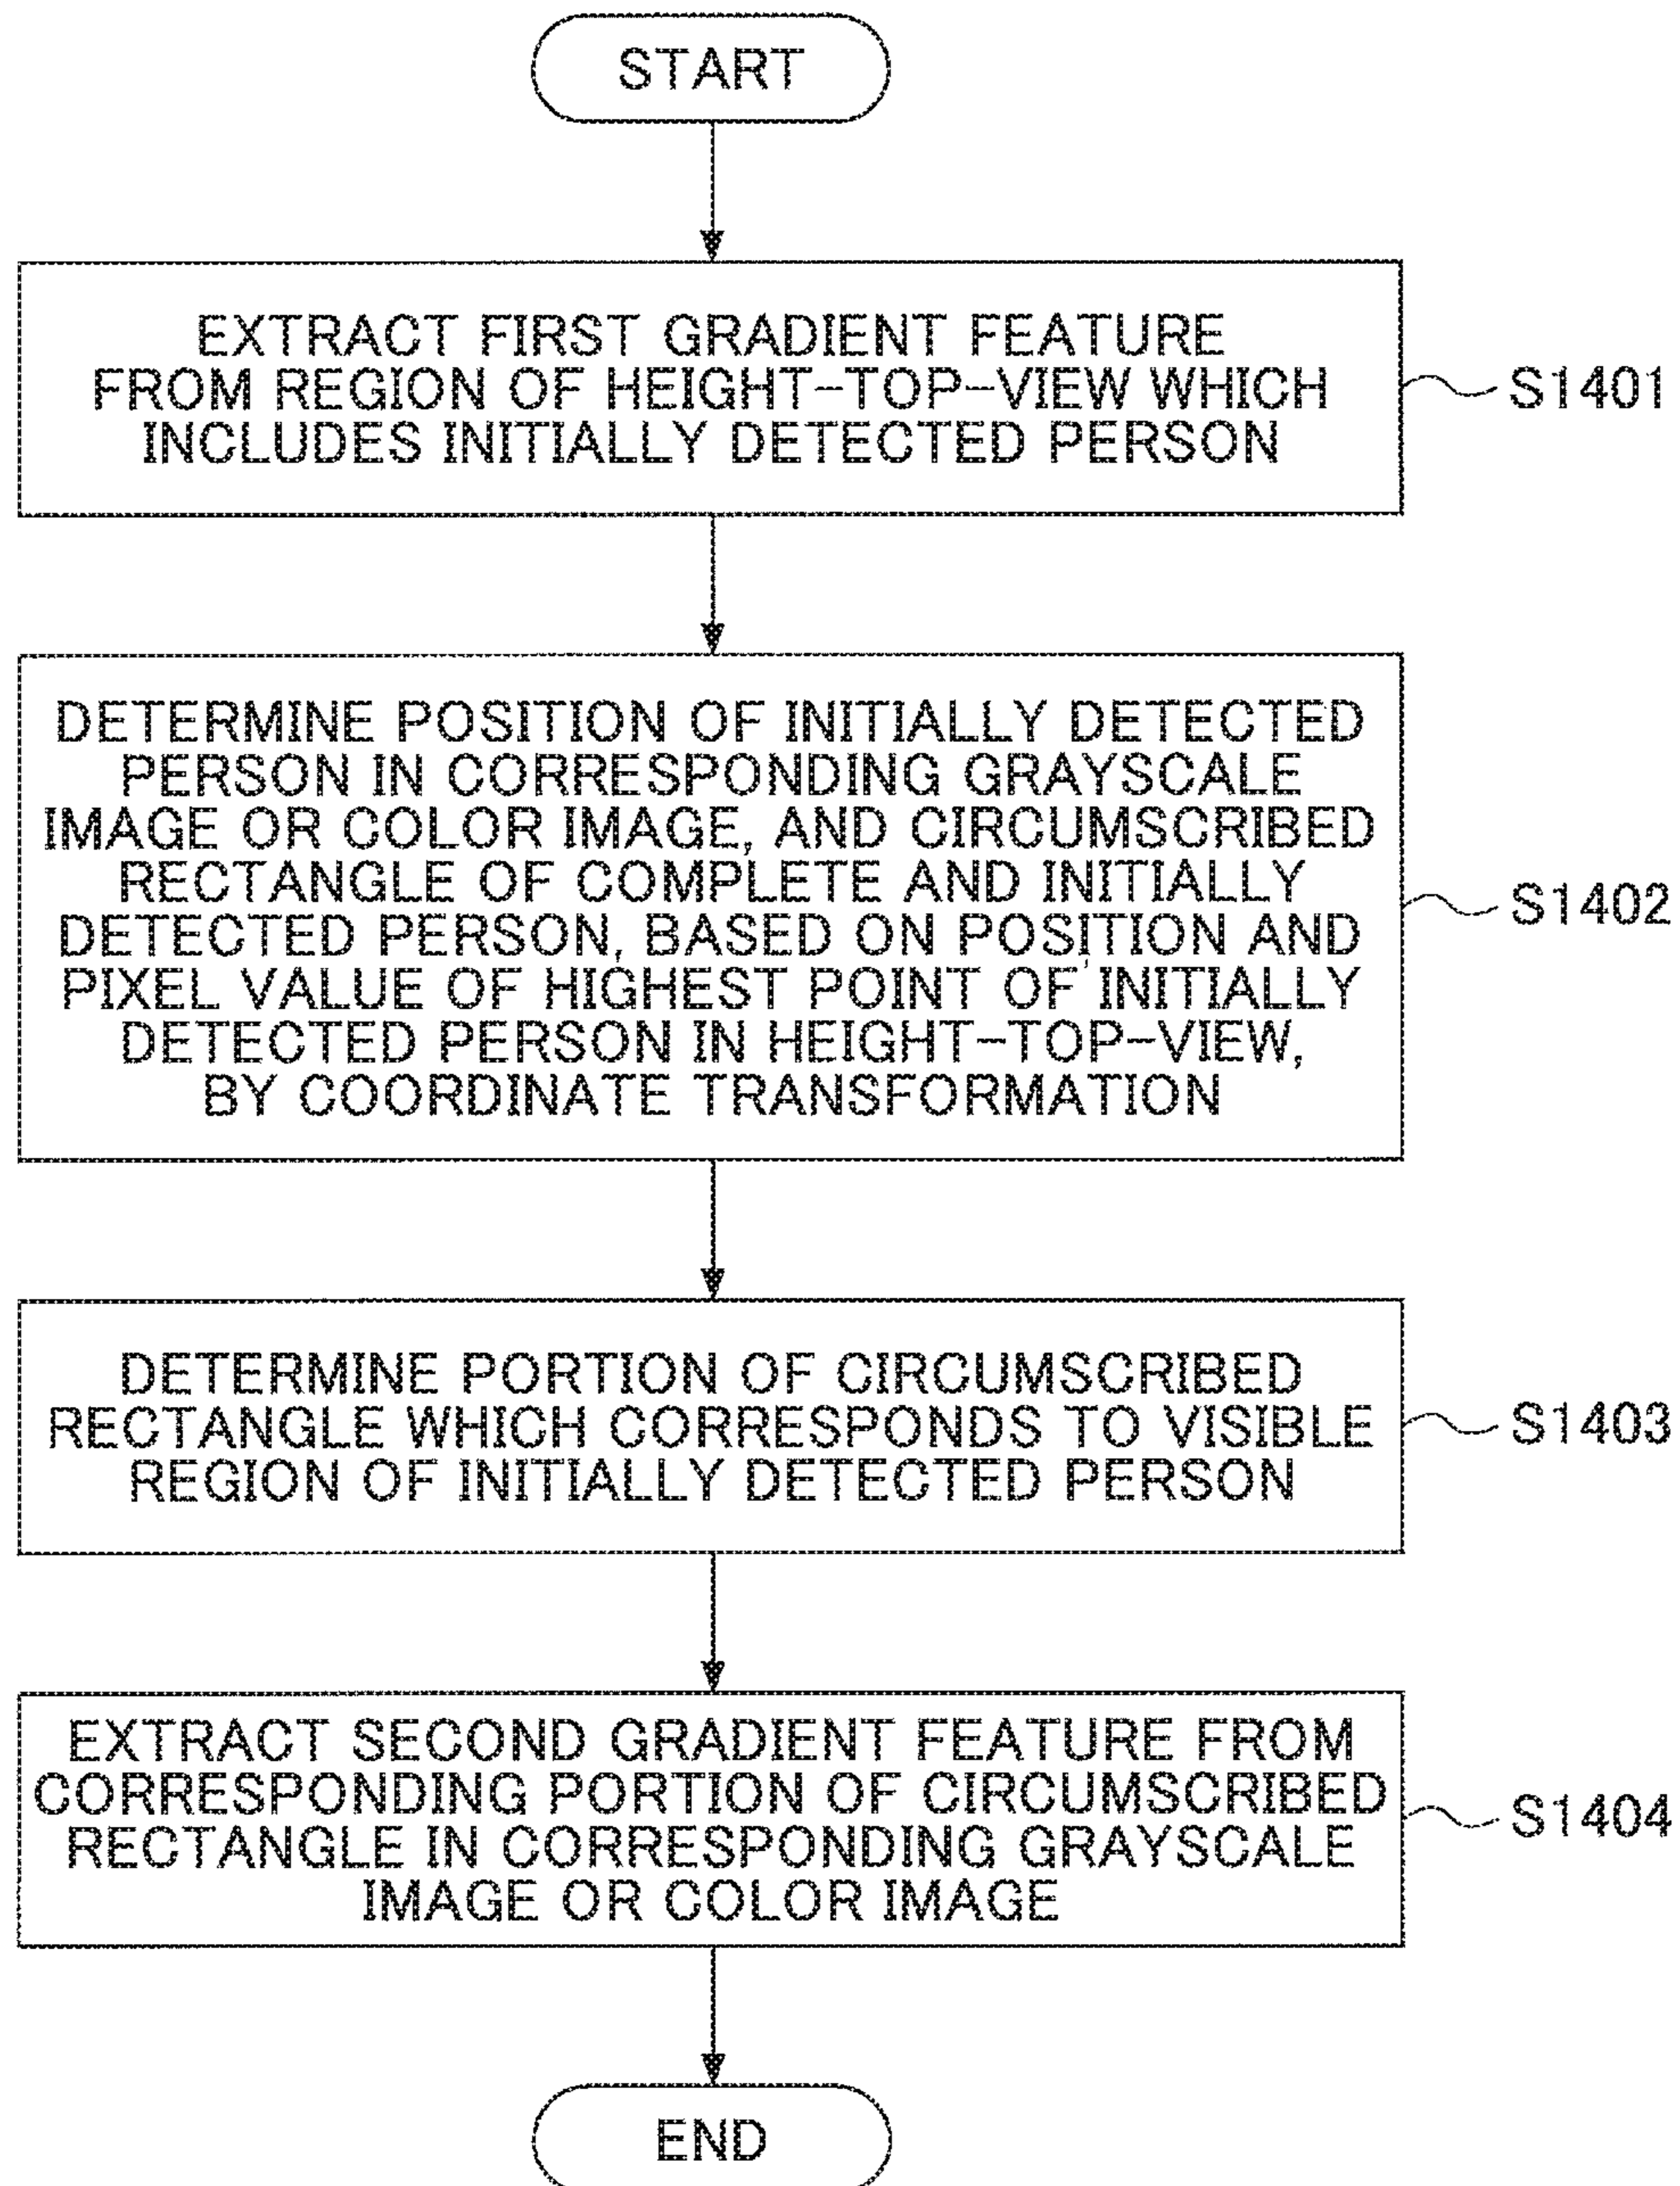 START
EXTRACT FIRST GRADIENT FEATURE
FROM REGION OF HEIGHT-TOP-VIEW WHICH
INCLUDES INITIALLY DETECTED PERSON
S1401
DETERMINE POSITION OF INITIALLY DETECTED
PERSON IN CORRESPONDING GRAYSCALE
IMAGE OR COLOR IMAGE, AND CIRCUMSCRIBED
RECTANGLE OF COMPLETE AND INITIALLY
DETECTED PERSON, BASED ON POSITION AND
PIXEL VALUE OF HIGHEST POINT OF INITIALLY
DETECTED PERSON IN HEIGHT-TOP-VIEW,
BY COORDINATE TRANSFORMATION
S1402
DETERMINE PORTION OF CIRCUMSCRIBED
RECTANGLE WHICH CORRESPONDS TO VISIBLE
REGION OF INITIALLY DETECTED PERSON
S1403
EXTRACT SECOND GRADIENT FEATURE FROM
CORRESPONDING PORTION OF CIRCUMSCRIBED
RECTANGLE IN CORRESPONDING GRAYSCALE
IMAGE OR COLOR IMAGE
S1404
END